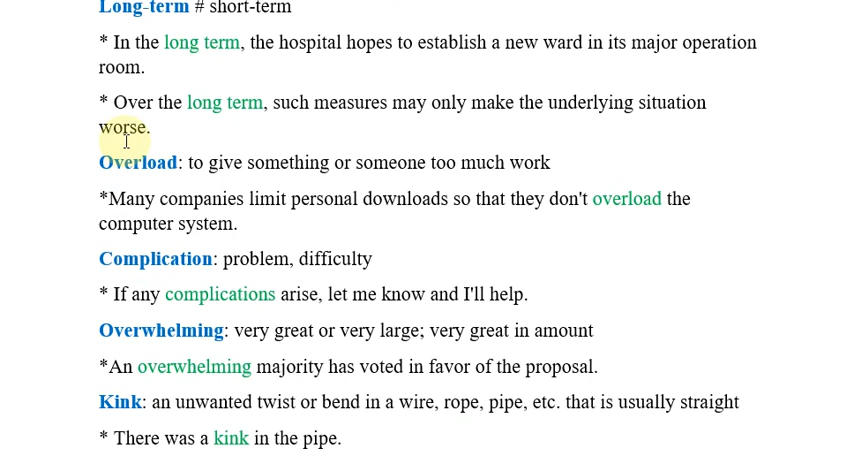 Long-term # short-term
* In the long term, the hospital hopes to establish a new ward in its major operation
room.
* Over the long term, such measures may only make the underlying situation
worse.
Overload: to give something or someone too much work
*Many companies limit personal downloads so that they don't overload the
computer system.
Complication: problem, difficulty
* If any complications arise, let me know and I'll help.
Overwhelming: very great or very large; very great in amount
*An overwhelming majority has voted in favor of the proposal.
Kink: an unwanted twist or bend in a wire, rope, pipe, etc. that is usually straight
* There was a kink in the pipe.